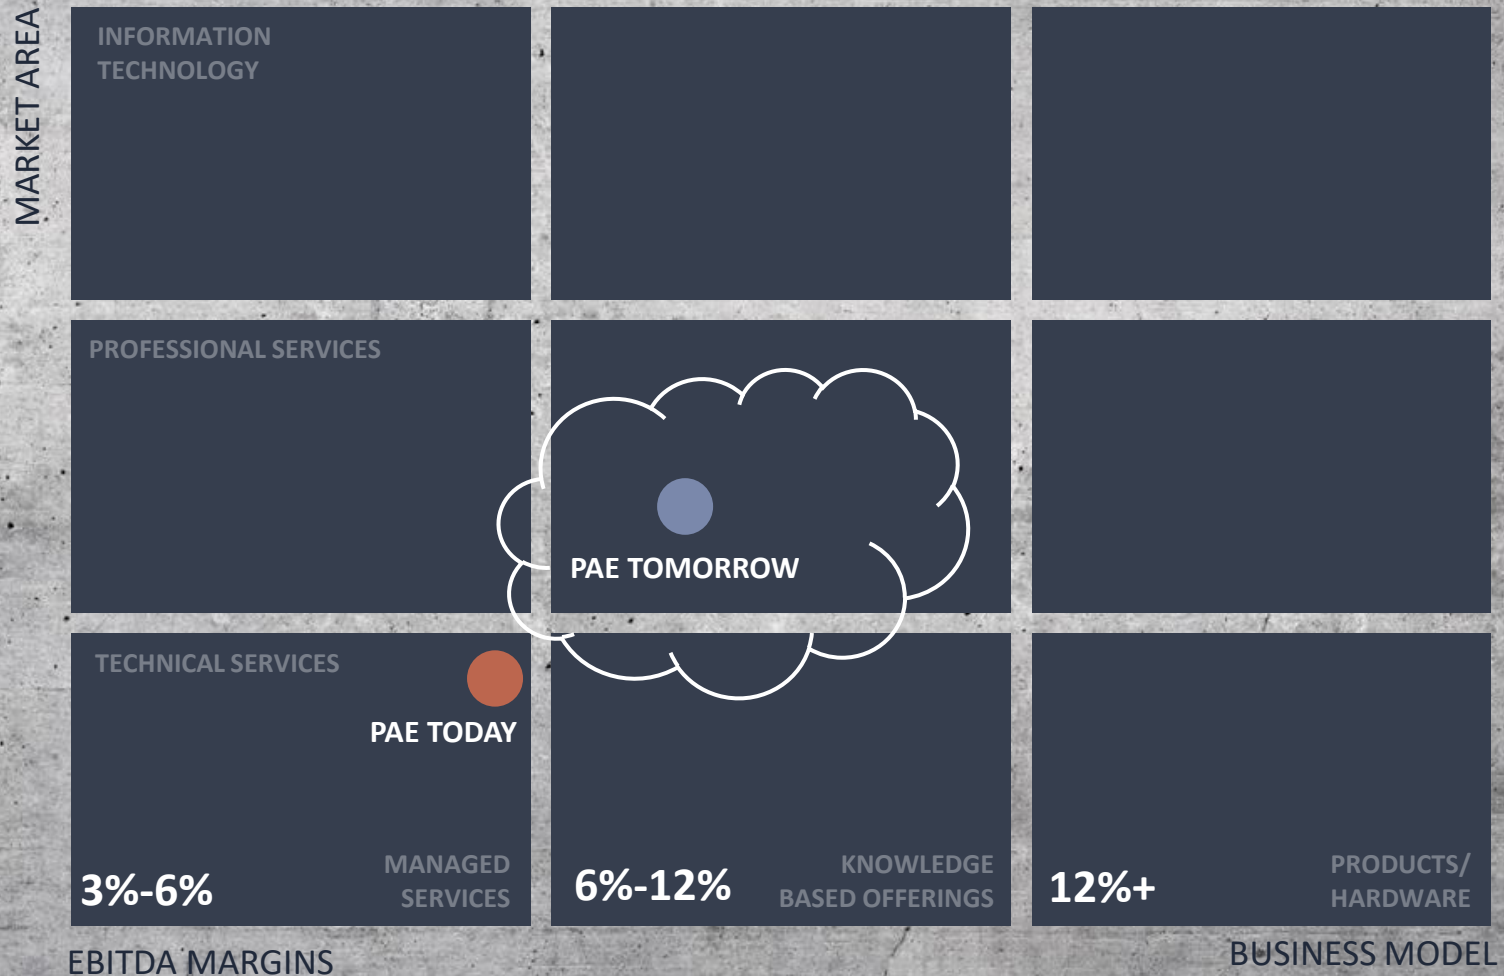 MARKET AREA
INFORMATION
TECHNOLOGY
PROFESSIONAL SERVICES
PAE TOMORROW
TECHNICAL SERVICES
PAE TODAY
3%-6%
MANAGED
SERVICES
6%-12%
KNOWLEDGE
BASED OFFERINGS
12%+
PRODUCTS/
HARDWARE
EBITDA MARGINS
BUSINESS MODEL